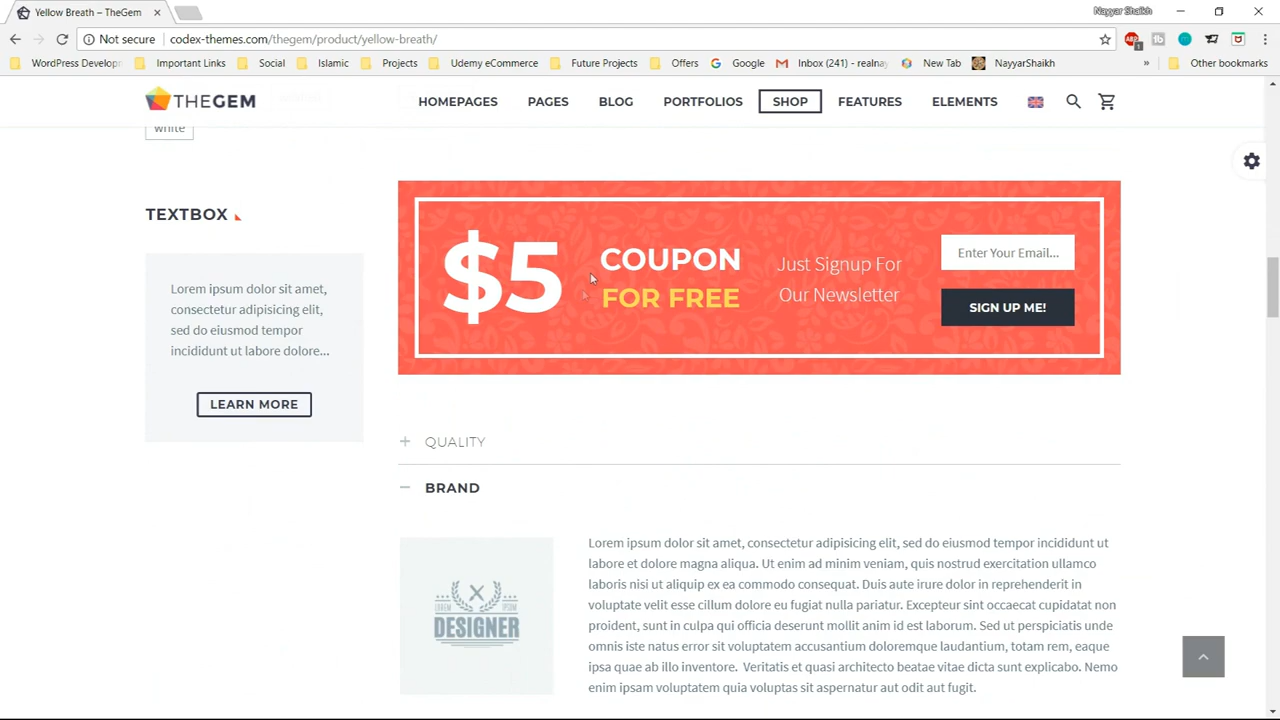 Yellow Breath – TheGem
Nayyar Shaikh
Not secure
codex-themes.com/thegem/product/yellow-breath/
WordPress Develop
Important Links
Social
Islamic
Projects
Udemy eCommerce
Future Projects
Offers
Google
Inbox (241) - realnay
New Tab
NayyarShaikh
»
Other bookmarks
THEGEM
HOMEPAGES
PAGES
BLOG
PORTFOLIOS
SHOP
FEATURES
ELEMENTS
white
TEXTBOX
Lorem ipsum dolor sit amet,
consectetur adipisicing elit,
sed do eiusmod tempor
incididunt ut labore dolore...
LEARN MORE
$5
COUPON
FOR FREE
Just Signup For
Our Newsletter
Enter Your Email...
SIGN UP ME!
QUALITY
BRAND
LOREM IPSUM
DESIGNER
Lorem ipsum dolor sit amet, consectetur adipisicing elit, sed do eiusmod tempor incididunt ut
labore et dolore magna aliqua. Ut enim ad minim veniam, quis nostrud exercitation ullamco
laboris nisi ut aliquip ex ea commodo consequat. Duis aute irure dolor in reprehenderit in
voluptate velit esse cillum dolore eu fugiat nulla pariatur. Excepteur sint occaecat cupidatat non
proident, sunt in culpa qui officia deserunt mollit anim id est laborum. Sed ut perspiciatis unde
omnis iste natus error sit voluptatem accusantium doloremque laudantium, totam rem, eaque
ipsa quae ab illo inventore.  Veritatis et quasi architecto beatae vitae dicta sunt explicabo. Nemo
enim ipsam voluptatem quia voluptas sit aspernatur aut odit aut fugit.